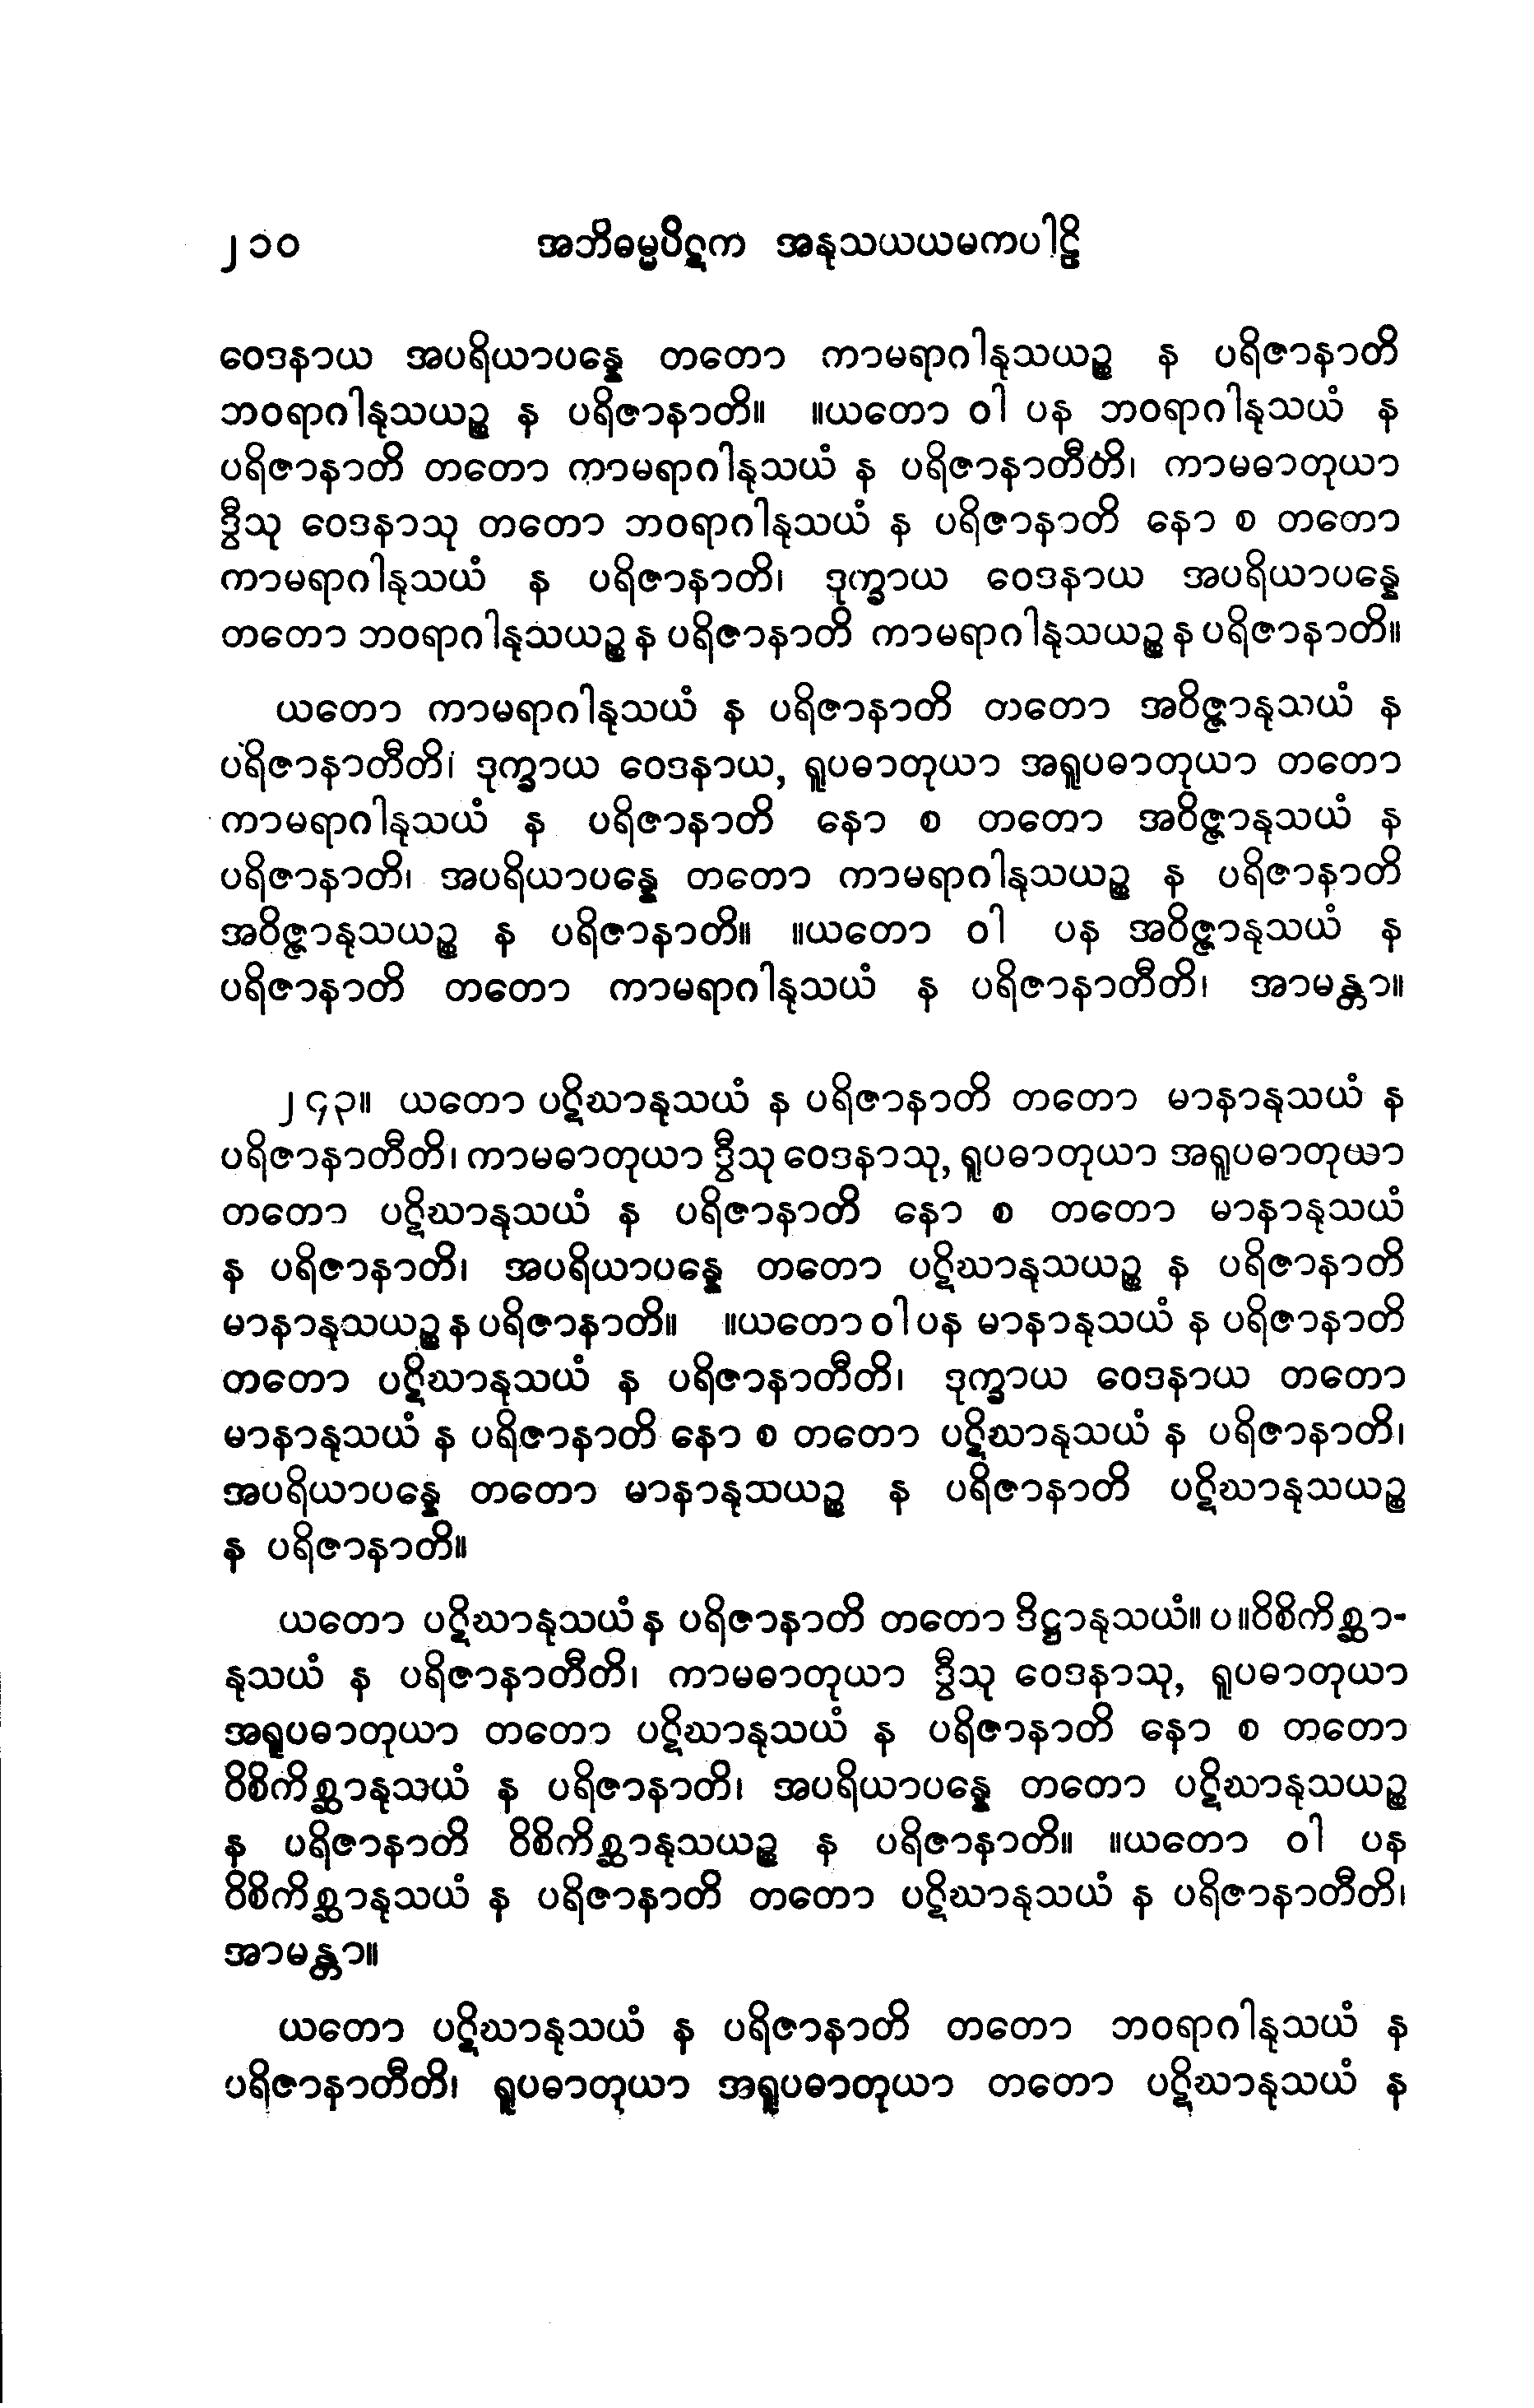 ၂၁၀ အဘိဓမ္မပိဋက အနုသယယမကပါဠိ
ဝေဒနာယ အပရိယာပန္နေ တတော ကာမရာဂါနုသယဉ္စ န ပရိဇာနာတိ
ဘဝရာဂါနုသယဉ္စ န ပရိဇာနာတိ။ ။ယတော ဝါ ပန ဘဝရာဂါနုသယံ န
ပရိဇာနာတိ တတော ကာမရာဂါနုသယံ န ပရိဇာနာတီတိ၊ ကာမဓာတုယာ
ဒွီသု ဝေဒနာသု တတော ဘဝရာဂါနုသယံ န ပရိဇာနာတိ နော စ တတော
ကာမရာဂါနုသယံ န ပရိဇာနာတိ၊ ဒုက္ခာယ ဝေဒနာယ အပရိယာပန္နေ
တတော ဘဝရာဂါနုသယဉ္စ န ပရိဇာနာတိ ကာမရာဂါနုသယဉ္စ န ပရိဇာနာတိ။
ယတော ကာမရာဂါနုသယံ န ပရိဇာနာတိ တတော အဝိဇ္ဇာနုသယံ န
ပရိဇာနာတီတိ၊ ဒုက္ခာယ ဝေဒနာယ, ရူပဓာတုယာ အရူပဓာတုယာ တတော
ကာမရာဂါနုသယံ န ပရိဇာနာတိ နော စ တတော အဝိဇ္ဇာနုသယံ န
ပရိဇာနာတိ၊ အပရိယာပန္နေ တတော ကာမရာဂါနုသယဉ္စ န ပရိဇာနာတိ
အဝိဇ္ဇာနုသယဉ္စ န ပရိဇာနာတိ။ ။ယတော ဝါ ပန အဝိဇ္ဇာနုသယံ န
ပရိဇာနာတိ တတော ကာမရာဂါနုသယံ န ပရိဇာနာတီတိ၊ အာမန္တာ။
၂၄၃။ ယတော ပဋိဃာနုသယံ န ပရိဇာနာတိ တတော မာနာနုသယံ န
ပရိဇာနာတီတိ၊ ကာမဓာတုယာ ဒွီသု ဝေဒနာသု, ရူပဓာတုယာ အရူပဓာတုယာ
တတော ပဋိဃာနုသယံ န ပရိဇာနာတိ နော စ တတော မာနာနုသယံ
န ပရိဇာနာတိ၊ အပရိယာပန္နေ တတော ပဋိဃာနုသယဉ္စ န ပရိဇာနာတိ
မာနာနုသယဉ္စ န ပရိဇာနာတိ။ ။ယတော ဝါ ပန မာနာနုသယံ န ပရိဇာနာတိ
တတော ပဋိဃာနုသယံ န ပရိဇာနာတီတိ၊ ဒုက္ခာယ ဝေဒနာယ တတော
မာနာနုသယံ န ပရိဇာနာတိ နော စ တတော ပဋိဃာနုသယံ န ပရိဇာနာတိ၊
အပရိယာပန္နေ တတော မာနာနုသယဉ္စ န ပရိဇာနာတိ ပဋိဃာနုသယဉ္စ
န ပရိဇာနာတိ။
ယတော ပဋိဃာနုသယံ န ပရိဇာနာတိ တတော ဒိဋ္ဌာနုသယံ။ ပ ။ဝိစိကိစ္ဆာ-
နုသယံ န ပရိဇာနာတီတိ၊ ကာမဓာတုယာ ဒွီသု ဝေဒနာသု, ရူပဓာတုယာ
အရူပဓာတုယာ တတော ပဋိဃာနုသယံ န ပရိဇာနာတိ နော စ တတော
ဝိစိကိစ္ဆာနုသယံ န ပရိဇာနာတိ၊ အပရိယာပန္နေ တတော ပဋိဃာနုသယဉ္စ
န ပရိဇာနာတိ ဝိစိကိစ္ဆာနုသယဉ္စ န ပရိဇာနာတိ။ ။ယတော ဝါ ပန
ဝိစိကိစ္ဆာနုသယံ န ပရိဇာနာတိ တတော ပဋိဃာနုသယံ န ပရိဇာနာတီတိ၊
အာမန္တာ။
ယတော ပဋိဃာနုသယံ န ပရိဇာနာတိ တတော ဘဝရာဂါနုသယံ န
ပရိဇာနာတီတိ၊ ရူပဓာတုယာ အရူပဓာတုယာ တတော ပဋိဃာနုသယံ န